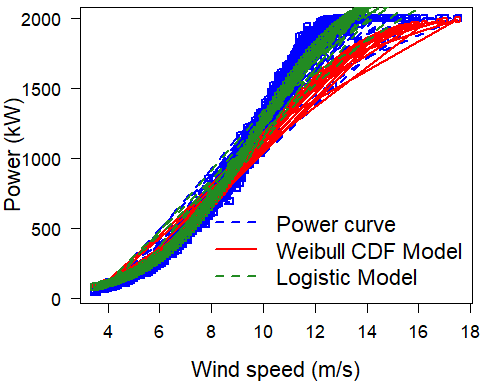 2000
1500
1000
500
0
Power (kW)
Power curve
Weibull CDF Model
Logistic Model
4 6 8 10 12 14 16 18
Wind speed (m/s)